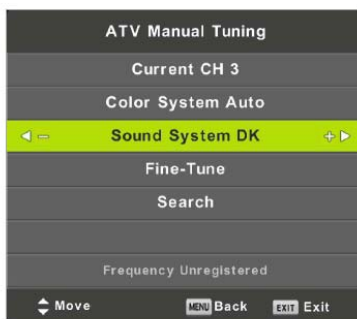 ATV Manual Tuning
Current CH 3
Color System Auto
− Sound System DK +
Fine-Tune
Search
Frequency Unregistered
Move MENU Back EXIT Exit